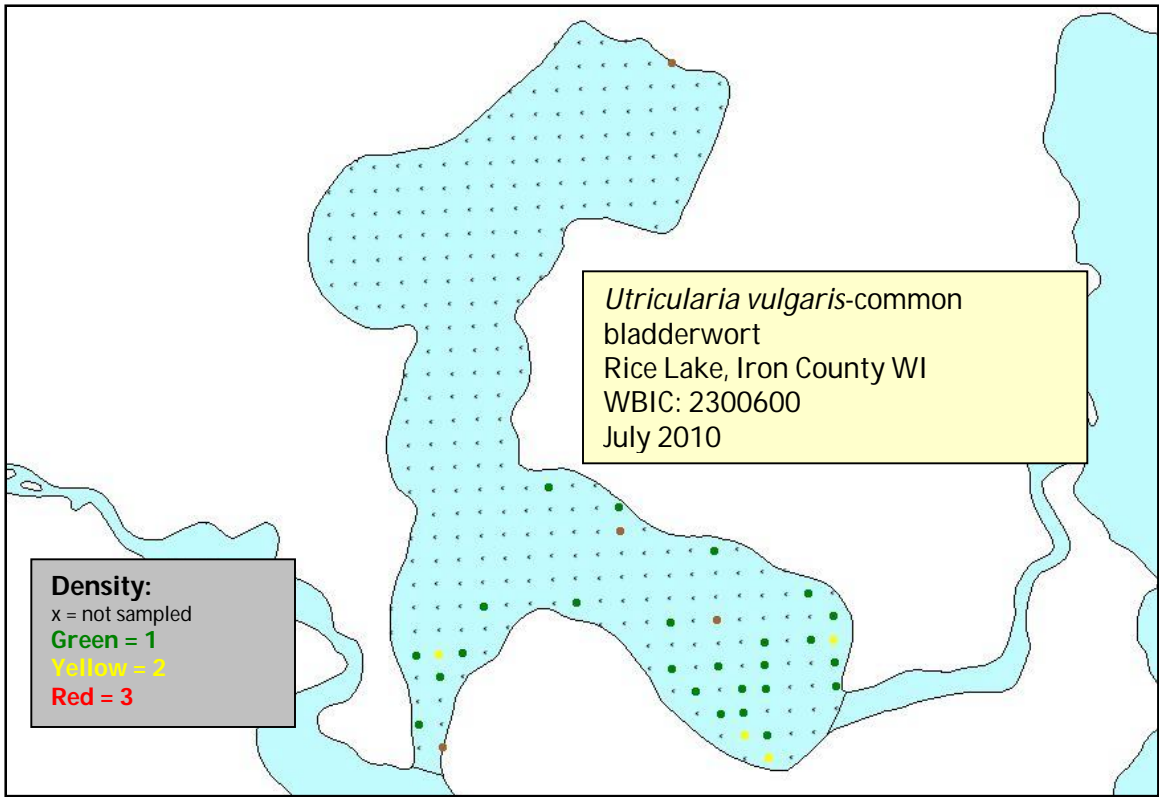 Utricularia vulgaris-common
bladderwort
Rice Lake, Iron County WI
WBIC: 2300600
July 2010
Density:
x = not sampled
Green = 1
Yellow = 2
Red = 3